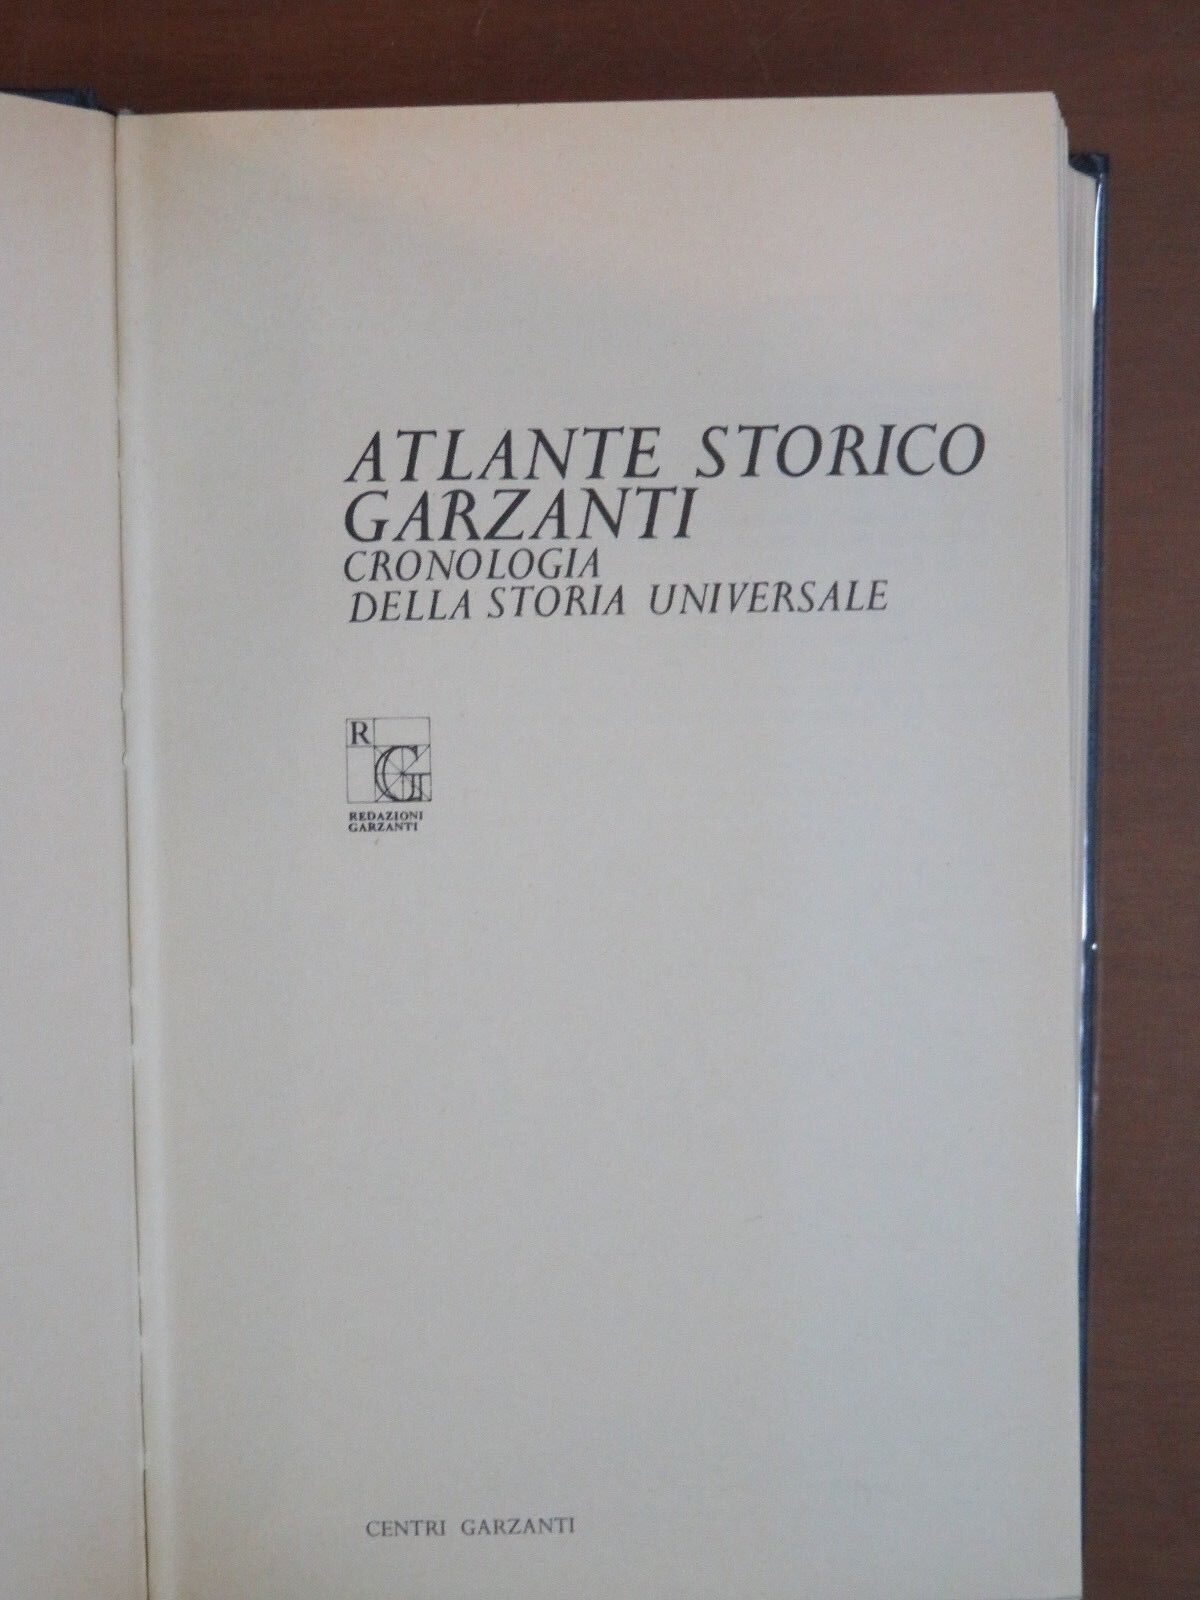 ATLANTE STORICO
GARZANTI
CRONOLOGIA
DELLA STORIA UNIVERSALE
R
G
REDAZIONI
GARZANTI
CENTRI GARZANTI